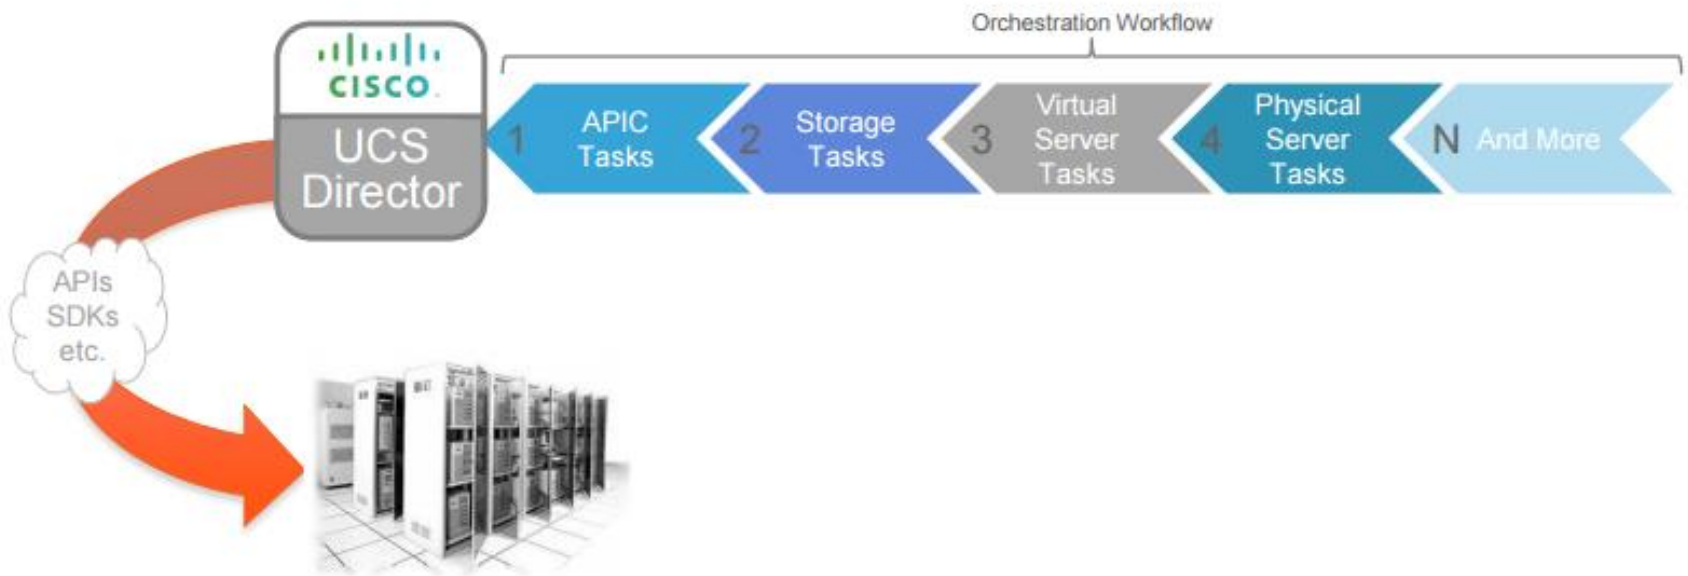 Orchestration Workflow
CISCO.
UCS
Director
1
APIC
Tasks
2
Storage
Tasks
3
Virtual
Server
Tasks
4
Physical
Server
Tasks
N
And More
APIs
SDKs
etc.